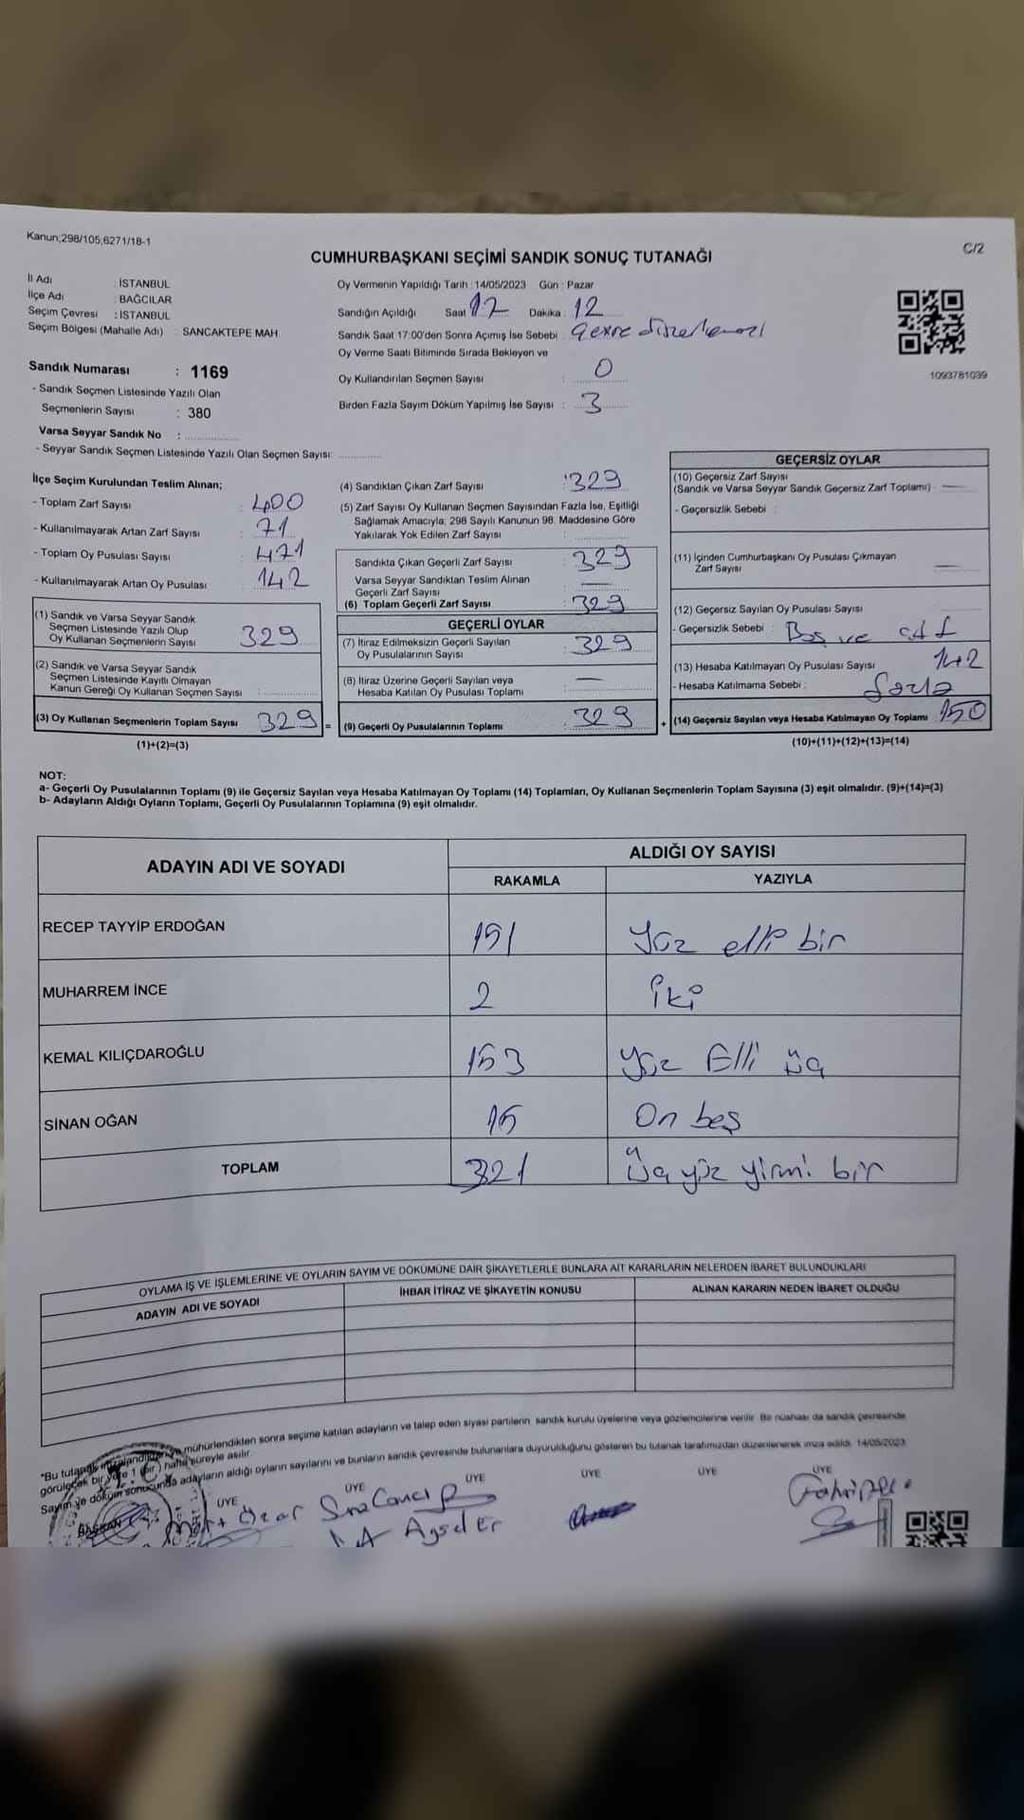 Kanun;298/105,6271/18-1
C/2
CUMHURBAŞKANI SEÇİMİ SANDIK SONUÇ TUTANAĞI
İl Adı : İSTANBUL
İlçe Adı : BAĞCILAR
Seçim Çevresi : İSTANBUL
Seçim Bölgesi (Mahalle Adı) : SANCAKTEPE MAH.
Sandık Numarası : 1169
- Sandık Seçmen Listesinde Yazılı Olan
Seçmenlerin Sayısı : 380
Varsa Seyyar Sandık No :
- Seyyar Sandık Seçmen Listesinde Yazılı Olan Seçmen Sayısı:
Oy Vermenin Yapıldığı Tarih : 14/05/2023 Gün : Pazar
Sandığın Açıldığı Saat 17 Dakika : 12
Sandık Saat 17:00'den Sonra Açımış İse Sebebi :
Oy Verme Saati Bitiminde Sırada Bekleyen ve
Oy Kullandırılan Seçmen Sayısı : 0
Birden Fazla Sayım Döküm Yapılmış İse Sayısı : 3
1093781039
İlçe Seçim Kurulundan Teslim Alınan;
- Toplam Zarf Sayısı : 400
- Kullanılmayarak Artan Zarf Sayısı : 71
- Toplam Oy Pusulası Sayısı : 471
- Kullanılmayarak Artan Oy Pusulası : 142
(1) Sandık ve Varsa Seyyar Sandık
Seçmen Listesinde Yazılı Olup
Oy Kullanan Seçmenlerin Sayısı 329
(2) Sandık ve Varsa Seyyar Sandık
Seçmen Listesinde Kayıtlı Olmayan
Kanun Gereği Oy Kullanan Seçmen Sayısı
(3) Oy Kullanan Seçmenlerin Toplam Sayısı 329 =
(1)+(2)=(3)
(4) Sandıktan Çıkan Zarf Sayısı : 329
(5) Zarf Sayısı Oy Kullanan Seçmen Sayısından Fazla İse, Eşitliği
Sağlamak Amacıyla; 298 Sayılı Kanunun 98. Maddesine Göre
Yakılarak Yok Edilen Zarf Sayısı :
Sandıkta Çıkan Geçerli Zarf Sayısı : 329
Varsa Seyyar Sandıktan Teslim Alınan
Geçerli Zarf Sayısı : —
(6) Toplam Geçerli Zarf Sayısı : 329
GEÇERLİ OYLAR
(7) İtiraz Edilmeksizin Geçerli Sayılan
Oy Pusulalarının Sayısı : 329
(8) İtiraz Üzerine Geçerli Sayılan veya
Hesaba Katılan Oy Pusulası Toplamı : —
(9) Geçerli Oy Pusulalarının Toplamı : 329 +
GEÇERSİZ OYLAR
(10) Geçersiz Zarf Sayısı
(Sandık ve Varsa Seyyar Sandık Geçersiz Zarf Toplamı) : —
- Geçersizlik Sebebi :
(11) İçinden Cumhurbaşkanı Oy Pusulası Çıkmayan
Zarf Sayısı : —
(12) Geçersiz Sayılan Oy Pusulası Sayısı :
- Geçersizlik Sebebi : Boş ve
(13) Hesaba Katılmayan Oy Pusulası Sayısı : 142
- Hesaba Katılmama Sebebi : fazla
(14) Geçersiz Sayılan veya Hesaba Katılmayan Oy Toplamı 150
(10)+(11)+(12)+(13)=(14)
NOT:
a- Geçerli Oy Pusulalarının Toplamı (9) ile Geçersiz Sayılan veya Hesaba Katılmayan Oy Toplamı (14) Toplamları, Oy Kullanan Seçmenlerin Toplam Sayısına (3) eşit olmalıdır. (9)+(14)=(3)
b- Adayların Aldığı Oyların Toplamı, Geçerli Oy Pusulalarının Toplamına (9) eşit olmalıdır.
ADAYIN ADI VE SOYADI
ALDIĞI OY SAYISI
RAKAMLA YAZIYLA
RECEP TAYYİP ERDOĞAN 151 Yüz elli bir
MUHARREM İNCE 2 iki
KEMAL KILIÇDAROĞLU 153 Yüz Elli üç
SİNAN OĞAN 15 On beş
TOPLAM 321 üç yüz yirmi bir
OYLAMA İŞ VE İŞLEMLERİNE VE OYLARIN SAYIM VE DÖKÜMÜNE DAİR ŞİKAYETLERLE BUNLARA AİT KARARLARIN NELERDEN İBARET BULUNDUKLARI
ADAYIN ADI VE SOYADI
İHBAR İTİRAZ VE ŞİKAYETİN KONUSU
ALINAN KARARIN NEDEN İBARET OLDUĞU
*Bu tutanak mühürlendikten sonra seçime katılan adayların ve talep eden siyasi partilerin sandık kurulu üyelerine veya gözlemcilerine verilir. Bir nüshası da sandık çevresinde
görülecek bir yere 1 (bir) hafta süreyle asılır.
Sayım ve döküm sonucunda adayların aldığı oyların sayılarını ve bunların sandık çevresinde bulunanlara duyurulduğunu gösteren bu tutanak tarafımızdan düzenlenerek imza edildi. 14/05/2023
BAŞKAN ÜYE ÜYE ÜYE ÜYE ÜYE ÜYE
Aysel Er